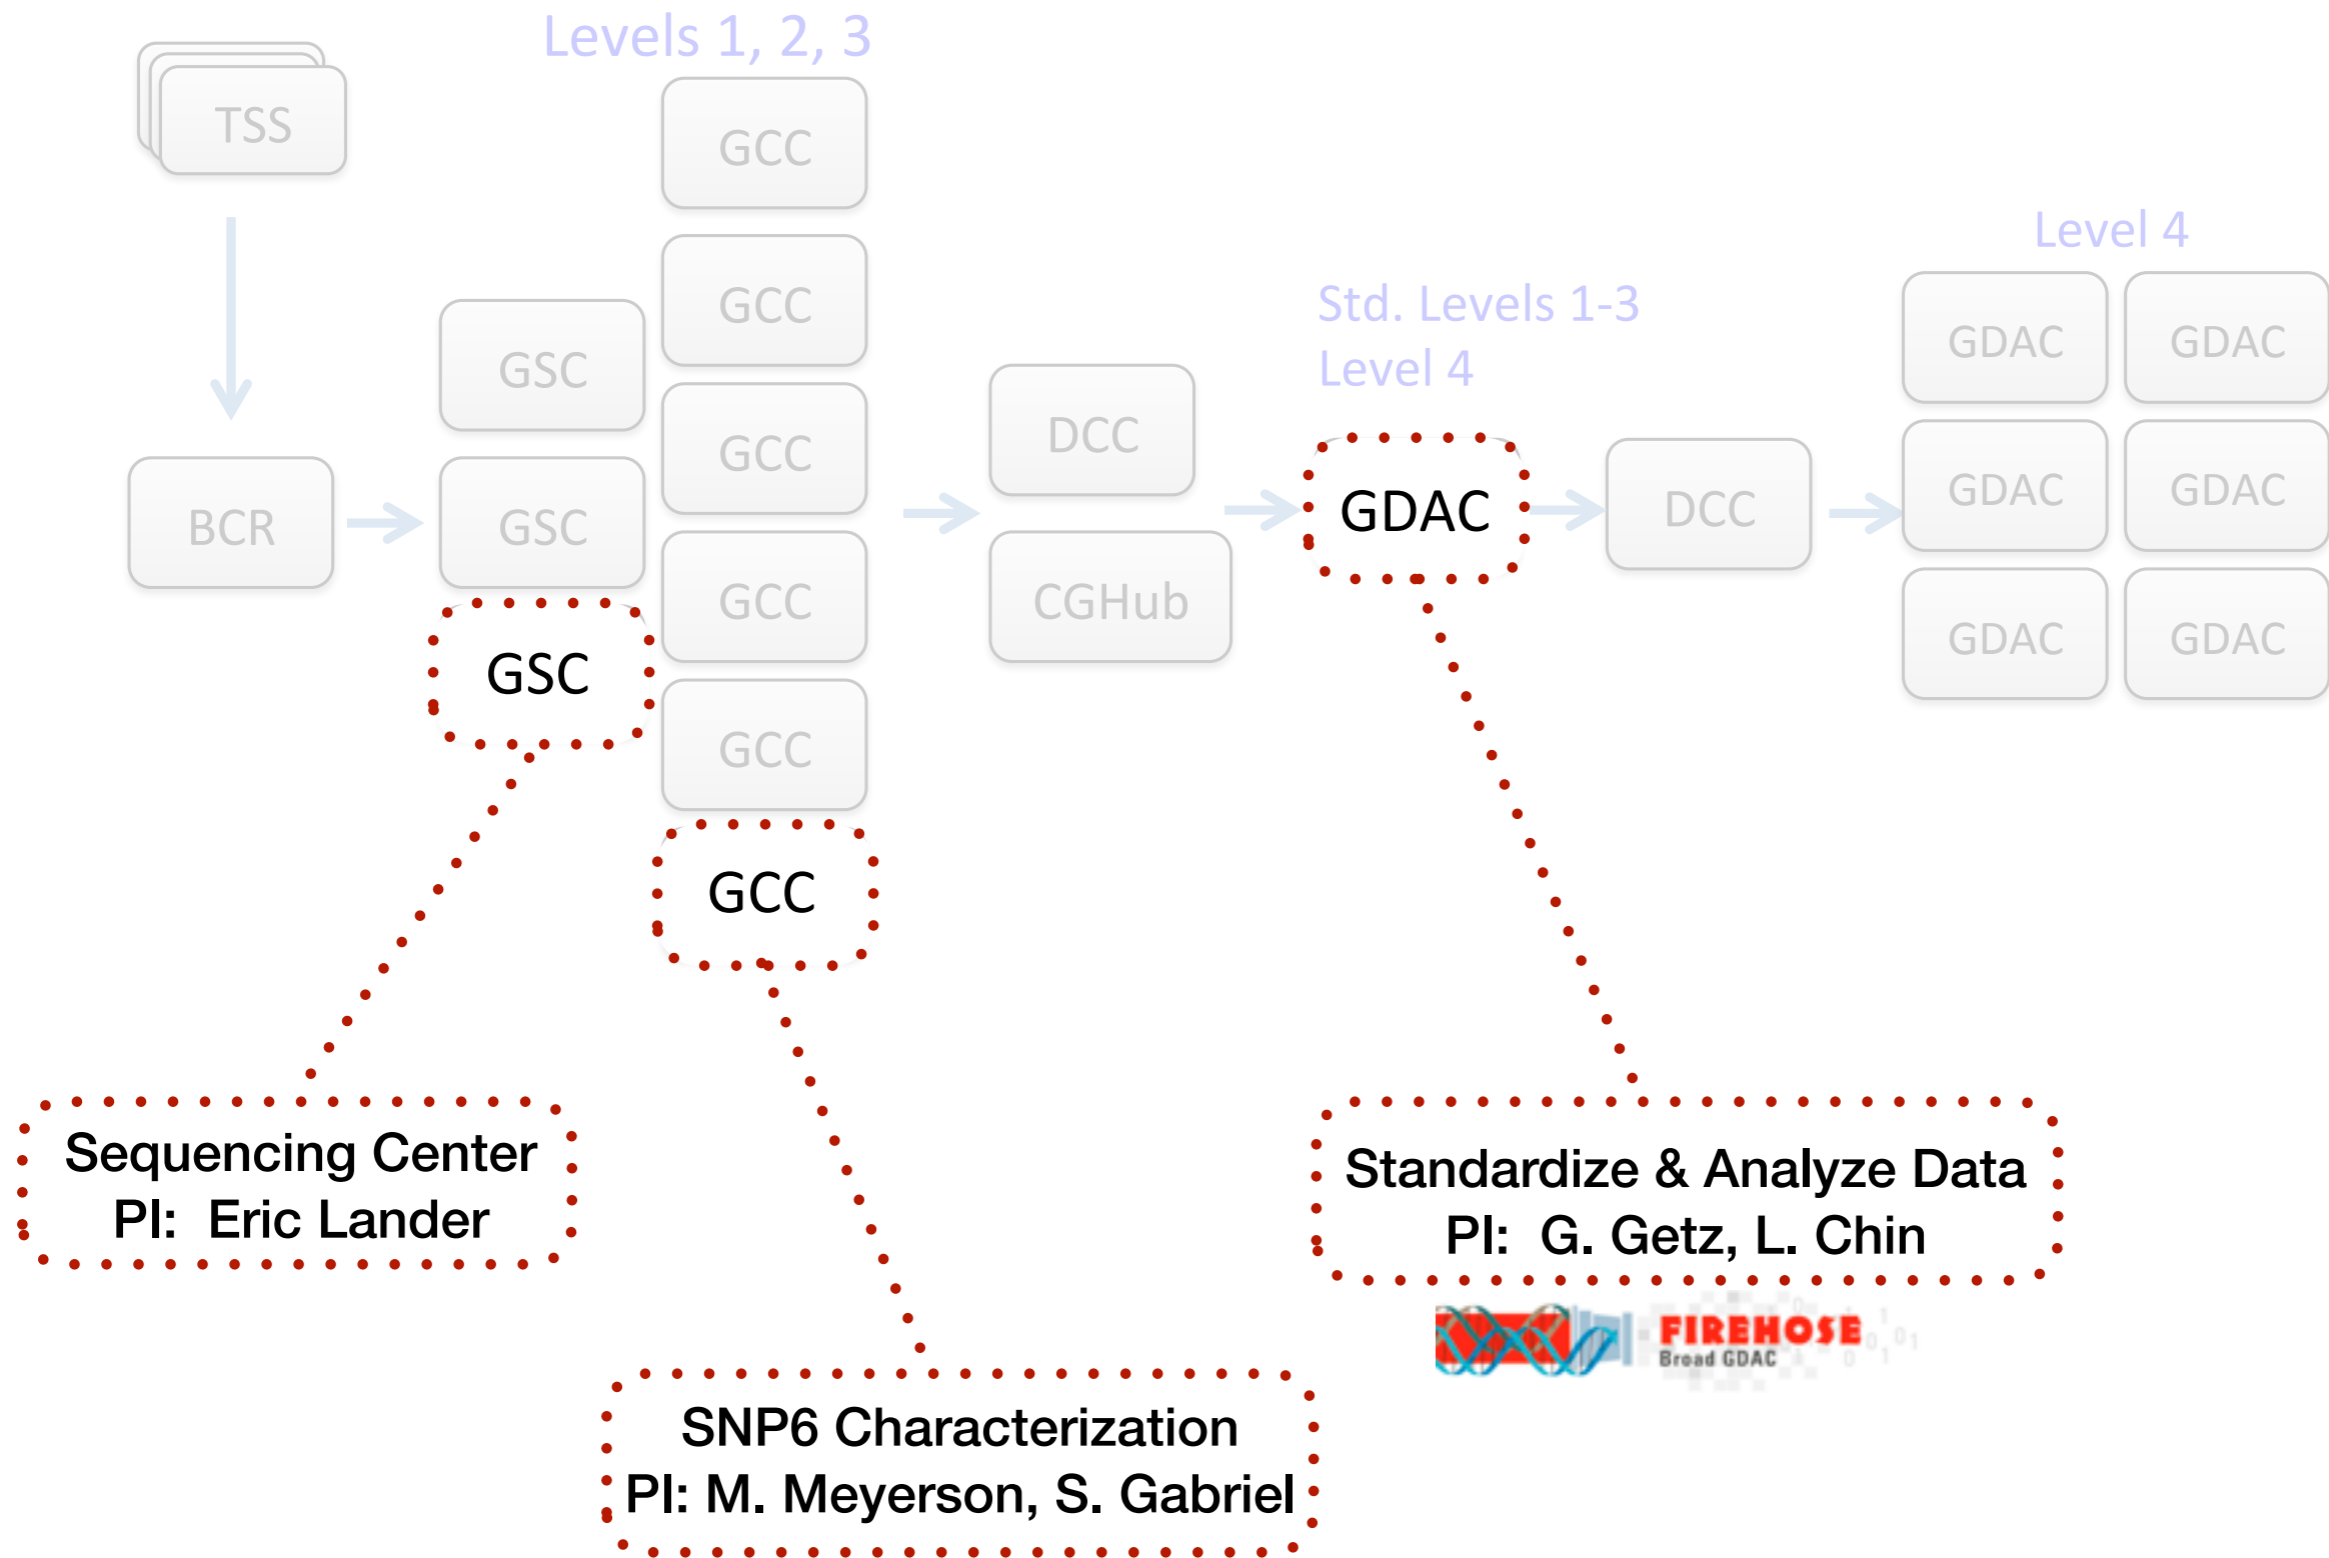 Levels 1, 2, 3
TSS
GCC
GCC
GCC
GCC
GCC
GCC
GSC
GSC
GSC
BCR
DCC
CGHub
Std. Levels 1-3
Level 4
GDAC
DCC
Level 4
GDAC GDAC
GDAC GDAC
GDAC GDAC
Sequencing Center
PI: Eric Lander
SNP6 Characterization
PI: M. Meyerson, S. Gabriel
Standardize & Analyze Data
PI: G. Getz, L. Chin
FIREHOSE
Broad GDAC